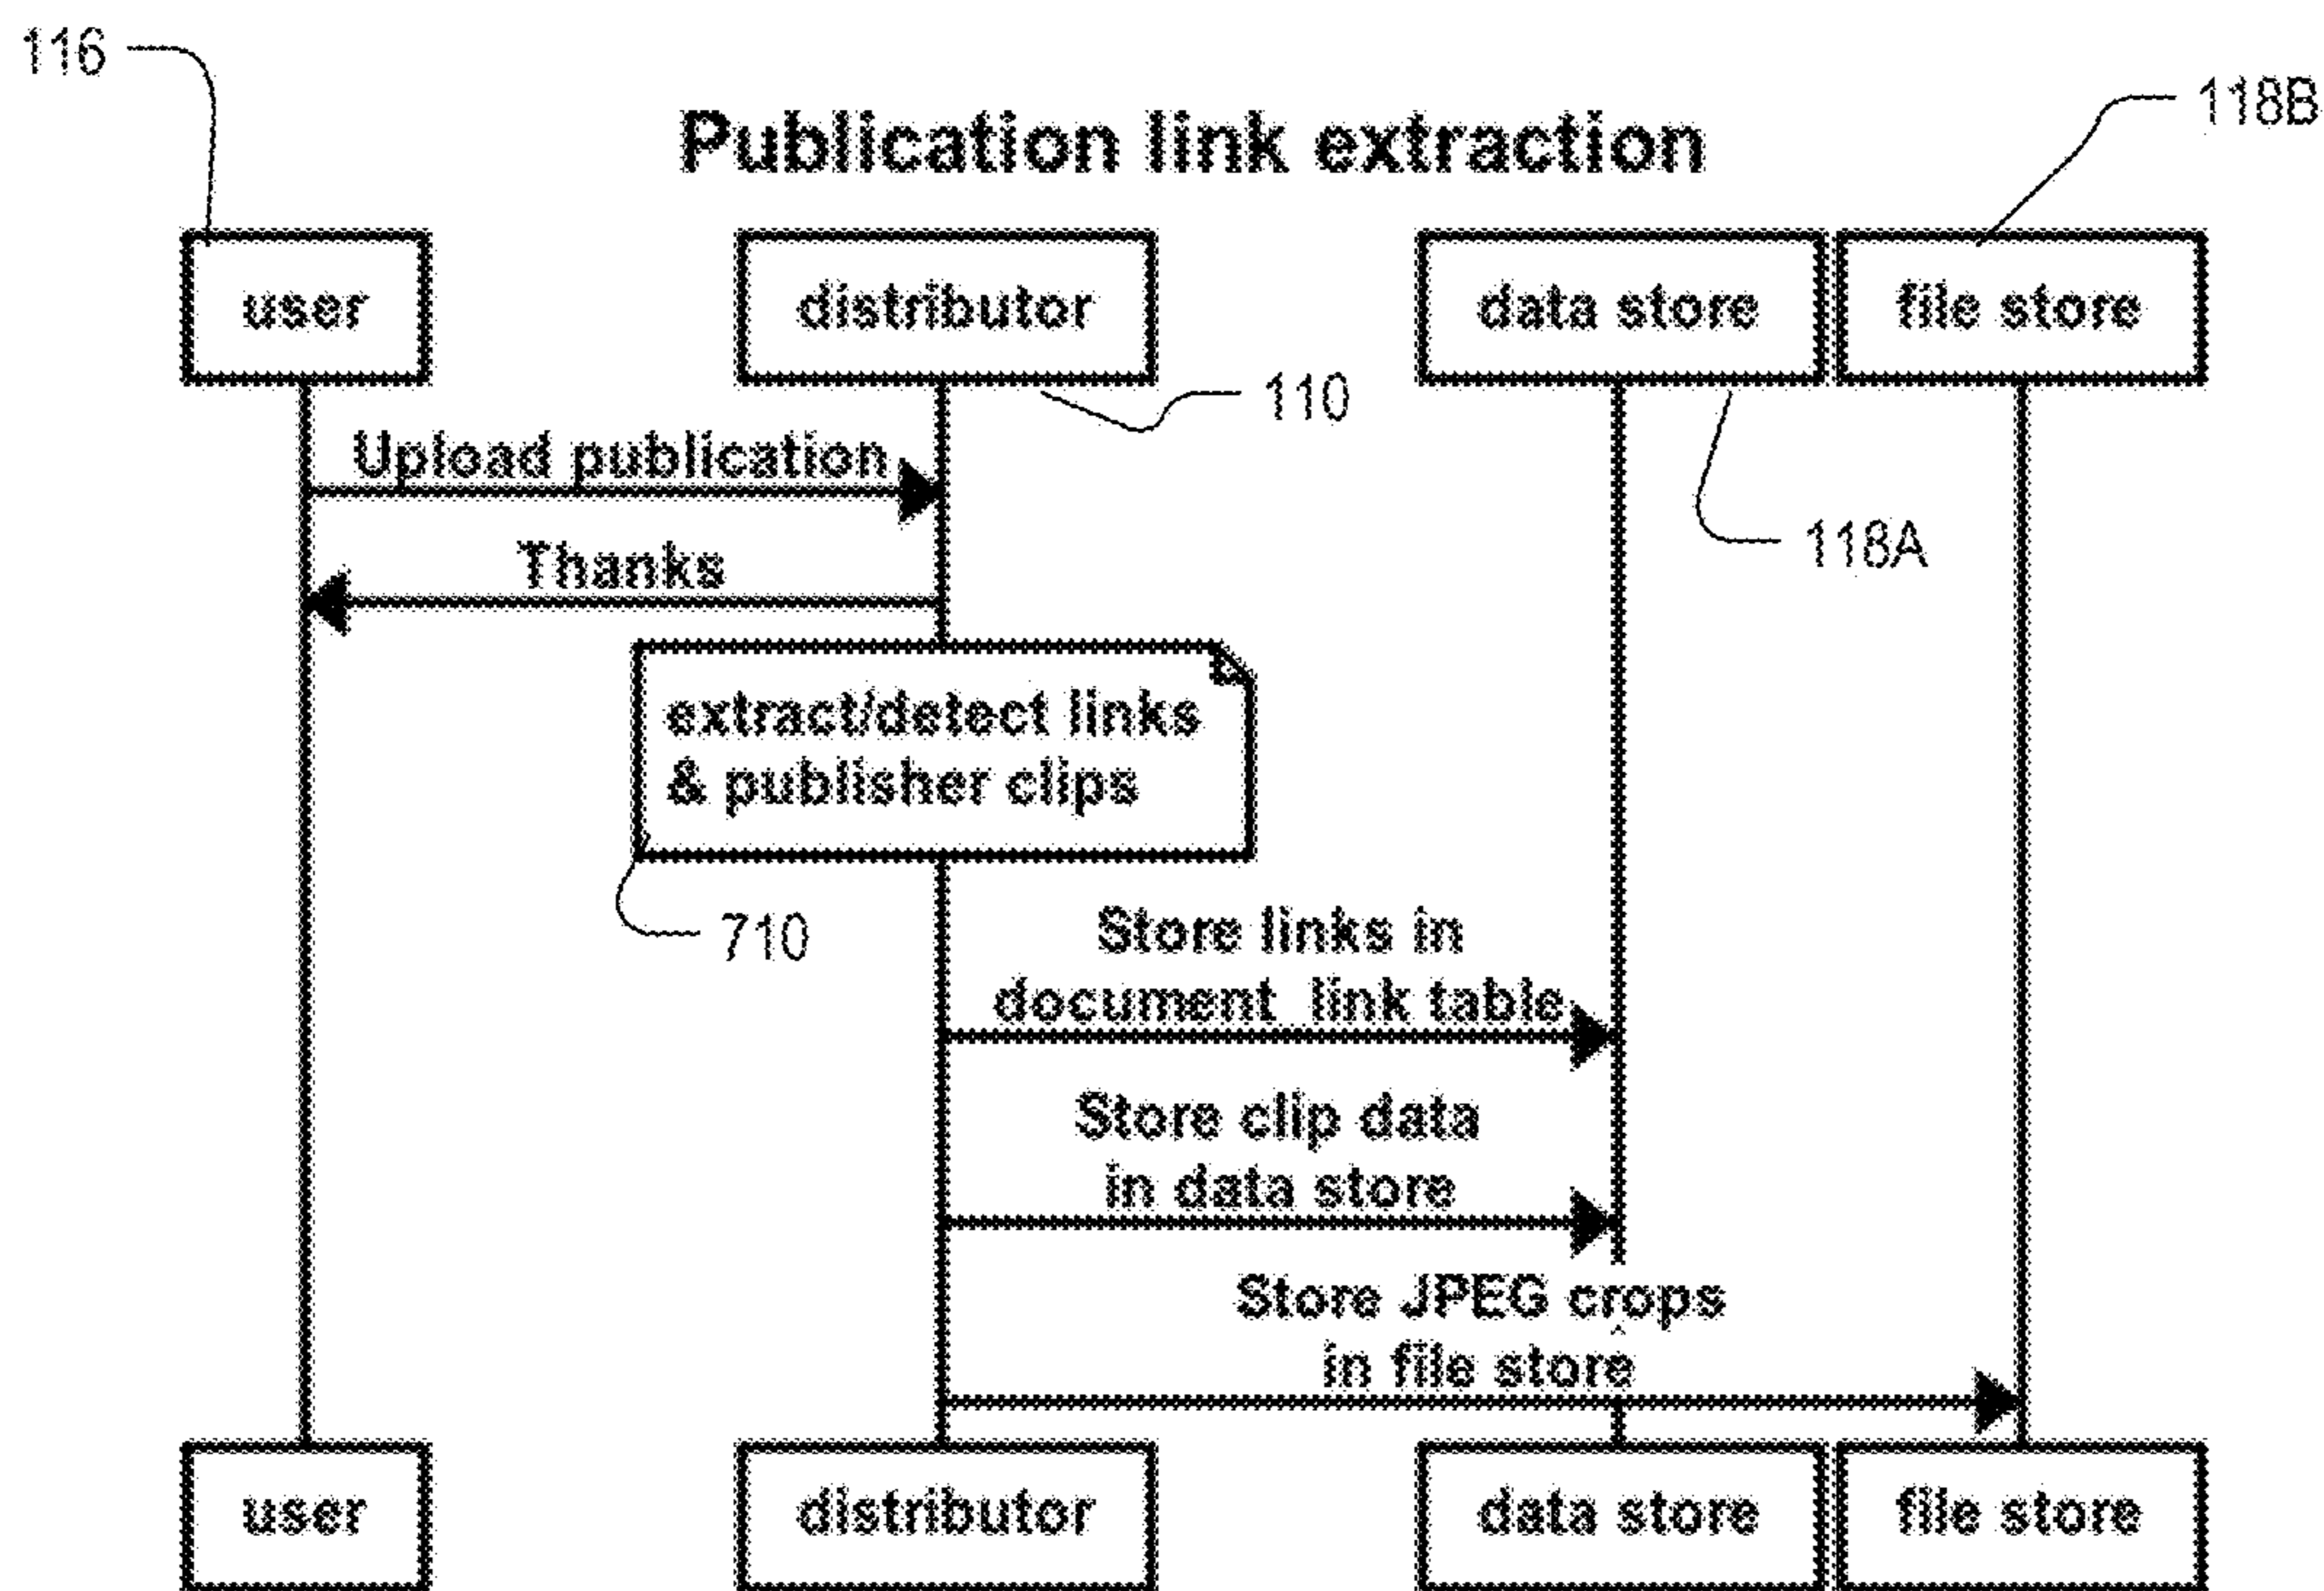 116
118B
Publication link extraction
user
distributor
data store
file store
110
Upload publication
118A
Thanks
extract/detect links
& publisher clips
710
Store links in
document_link table
Store clip data
in data store
Store JPEG crops
in file store
user
distributor
data store
file store